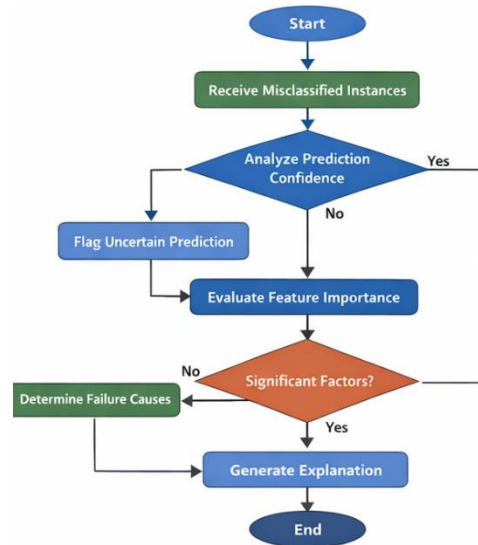 Start
Receive Misclassified Instances
Analyze Prediction
Confidence
Yes
No
Flag Uncertain Prediction
Evaluate Feature Importance
No
Significant Factors?
Determine Failure Causes
Yes
Generate Explanation
End